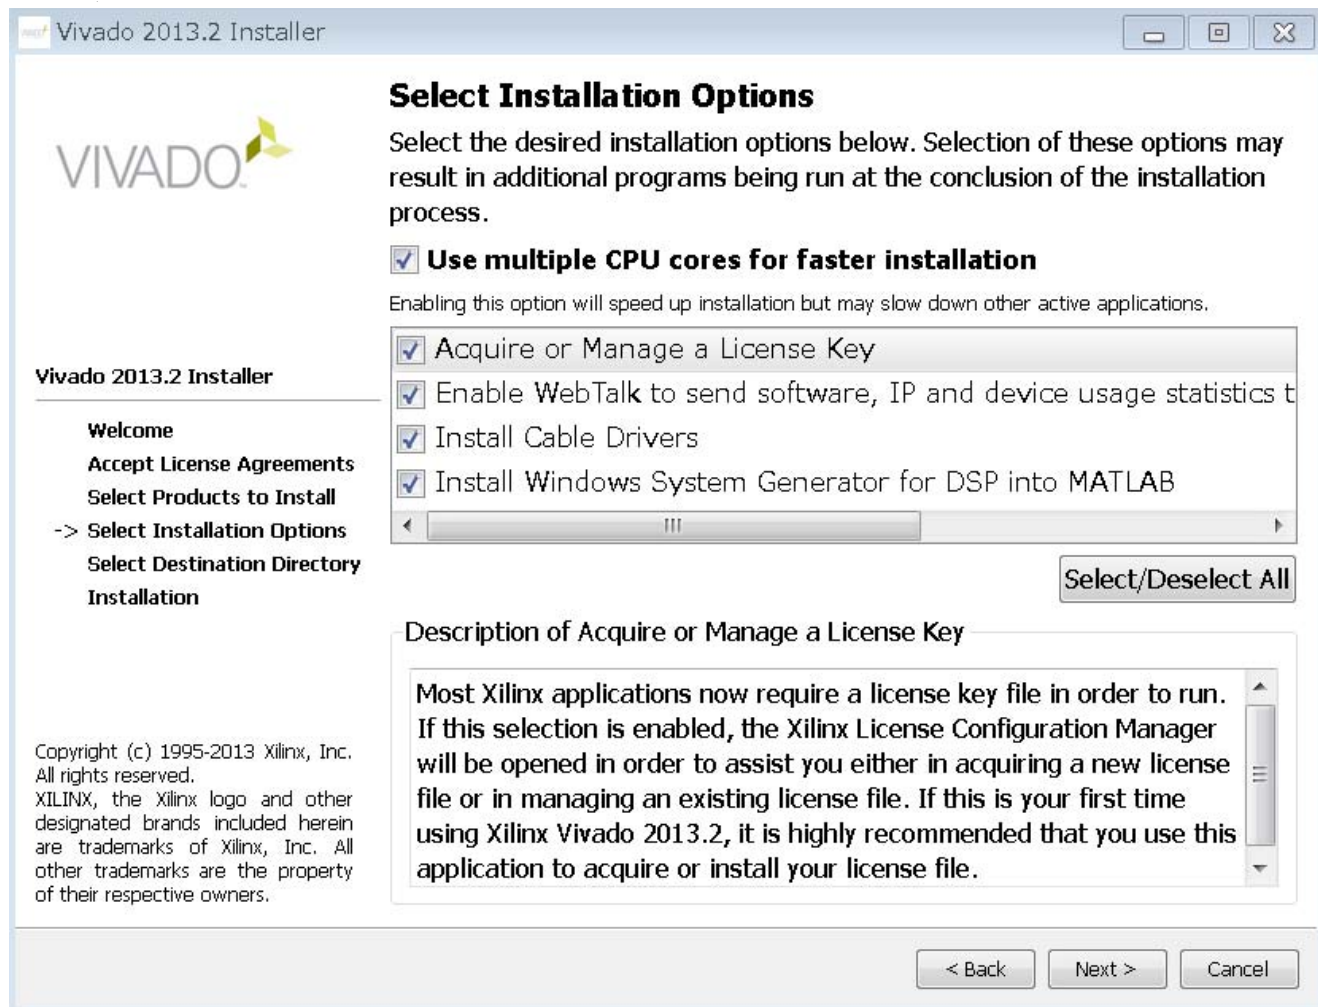 Vivado 2013.2 Installer
VIVADO
Select Installation Options
Select the desired installation options below. Selection of these options may
result in additional programs being run at the conclusion of the installation
process.
Use multiple CPU cores for faster installation
Enabling this option will speed up installation but may slow down other active applications.
Acquire or Manage a License Key
Enable WebTalk to send software, IP and device usage statistics t
Install Cable Drivers
Install Windows System Generator for DSP into MATLAB
Select/Deselect All
Vivado 2013.2 Installer
Welcome
Accept License Agreements
Select Products to Install
-> Select Installation Options
Select Destination Directory
Installation
Description of Acquire or Manage a License Key
Most Xilinx applications now require a license key file in order to run.
If this selection is enabled, the Xilinx License Configuration Manager
will be opened in order to assist you either in acquiring a new license
file or in managing an existing license file. If this is your first time
using Xilinx Vivado 2013.2, it is highly recommended that you use this
application to acquire or install your license file.
Copyright (c) 1995-2013 Xilinx, Inc.
All rights reserved.
XILINX, the Xilinx logo and other
designated brands included herein
are trademarks of Xilinx, Inc. All
other trademarks are the property
of their respective owners.
< Back
Next >
Cancel